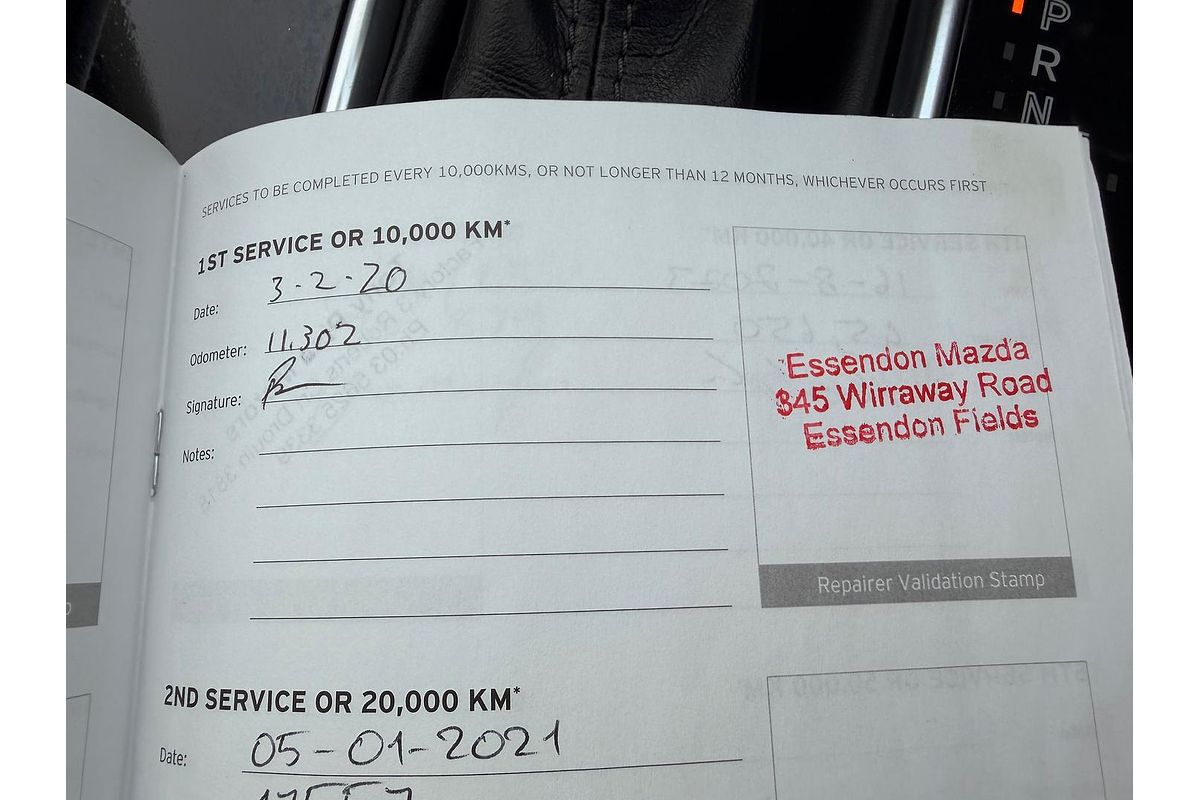 P
R
N
SERVICES TO BE COMPLETED EVERY 10,000KMS, OR NOT LONGER THAN 12 MONTHS, WHICHEVER OCCURS FIRST
1ST SERVICE OR 10,000 KM*
Date: 3-2-20
Odometer: 11,302
Signature:
Notes:
Essendon Mazda
345 Wirraway Road
Essendon Fields
Repairer Validation Stamp
2ND SERVICE OR 20,000 KM*
Date: 05-01-2021